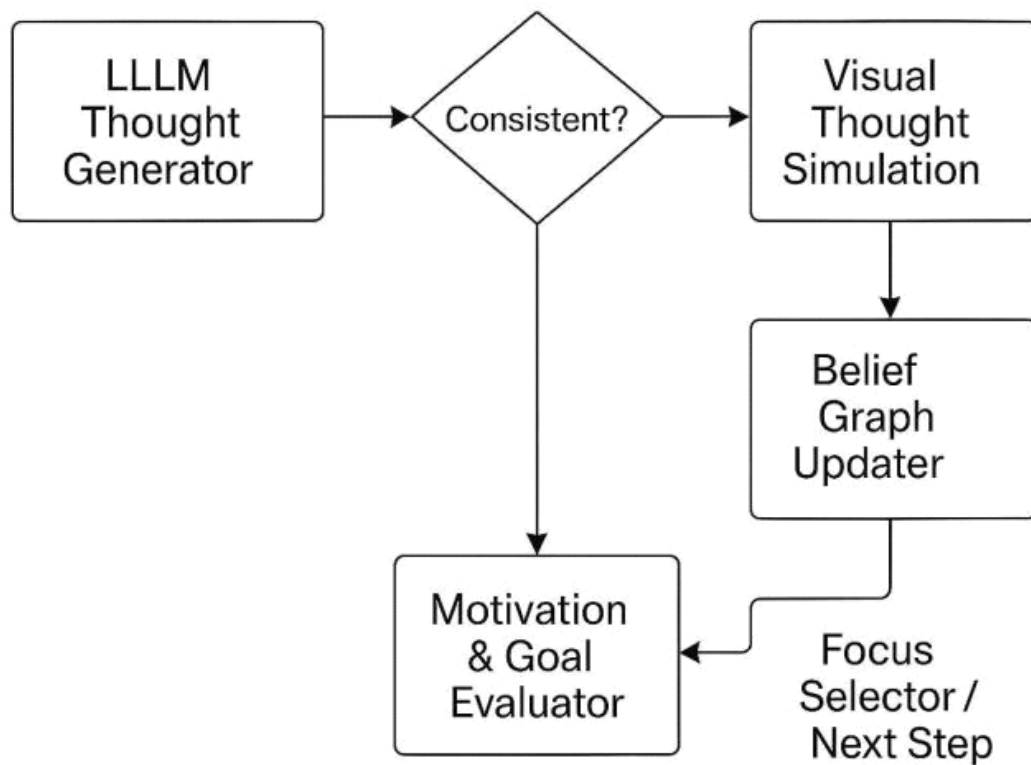 LLLM
Thought
Generator
Consistent?
Visual
Thought
Simulation
Belief
Graph
Updater
Motivation
& Goal
Evaluator
Focus
Selector /
Next Step